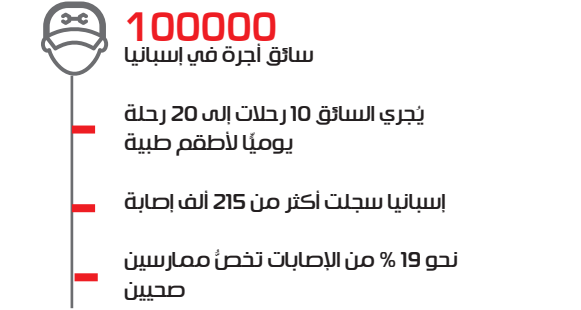 100000
سائق أجرة في إسبانيا
يُجري السائق 10 رحلات إلى 20 رحلة
يوميًّا لأطقم طبية
إسبانيا سجلت أكثر من 215 ألف إصابة
نحو 19 % من الإصابات تخصُّ ممارسين
صحيين